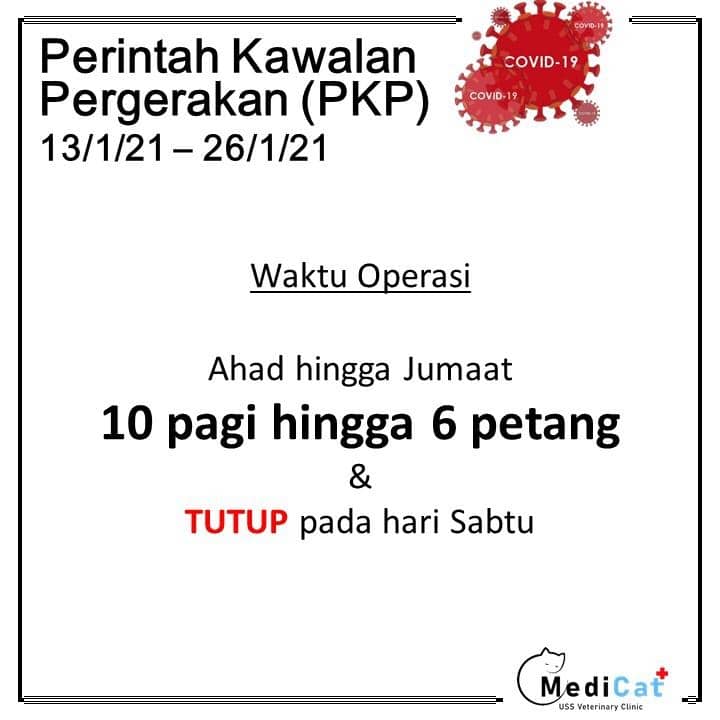 Perintah Kawalan
Pergerakan (PKP)
13/1/21 – 26/1/21
COVID-19
COVID-19
COVID-19
Waktu Operasi
Ahad hingga Jumaat
10 pagi hingga 6 petang
&
TUTUP pada hari Sabtu
MediCat
USS Veterinary Clinic